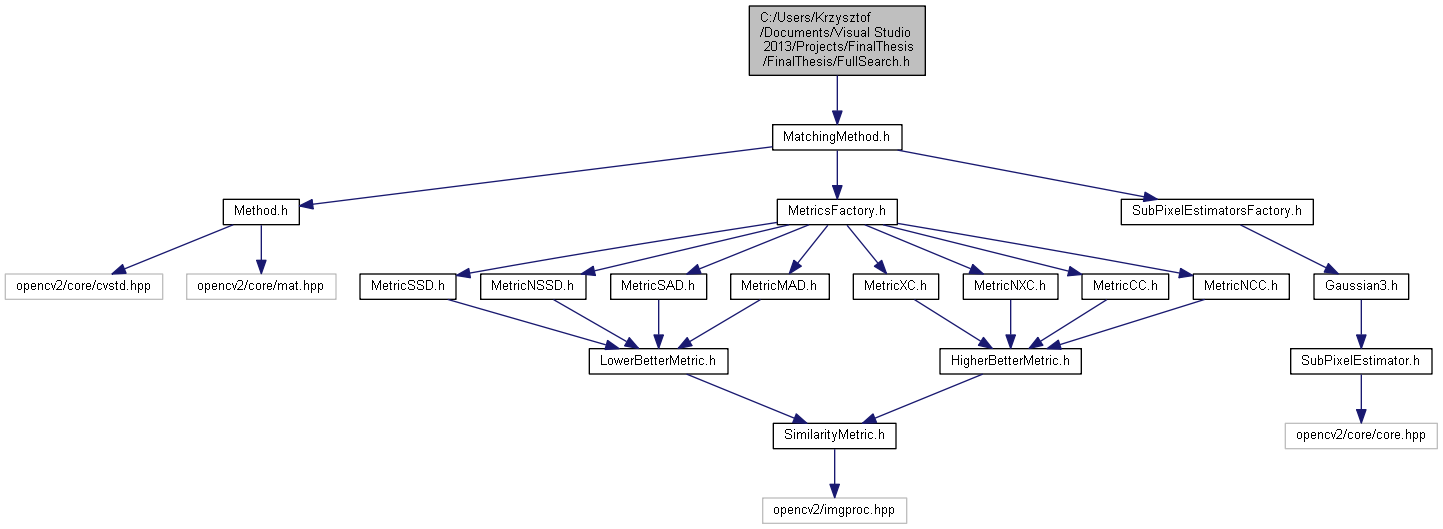 C:/Users/Krzysztof
/Documents/Visual Studio
2013/Projects/FinalThesis
/FinalThesis/FullSearch.h
MatchingMethod.h
Method.h
MetricsFactory.h
SubPixelEstimatorsFactory.h
opencv2/core/cvstd.hpp
opencv2/core/mat.hpp
MetricSSD.h
MetricNSSD.h
MetricSAD.h
MetricMAD.h
MetricXC.h
MetricNXC.h
MetricCC.h
MetricNCC.h
Gaussian3.h
LowerBetterMetric.h
HigherBetterMetric.h
SubPixelEstimator.h
SimilarityMetric.h
opencv2/core/core.hpp
opencv2/imgproc.hpp